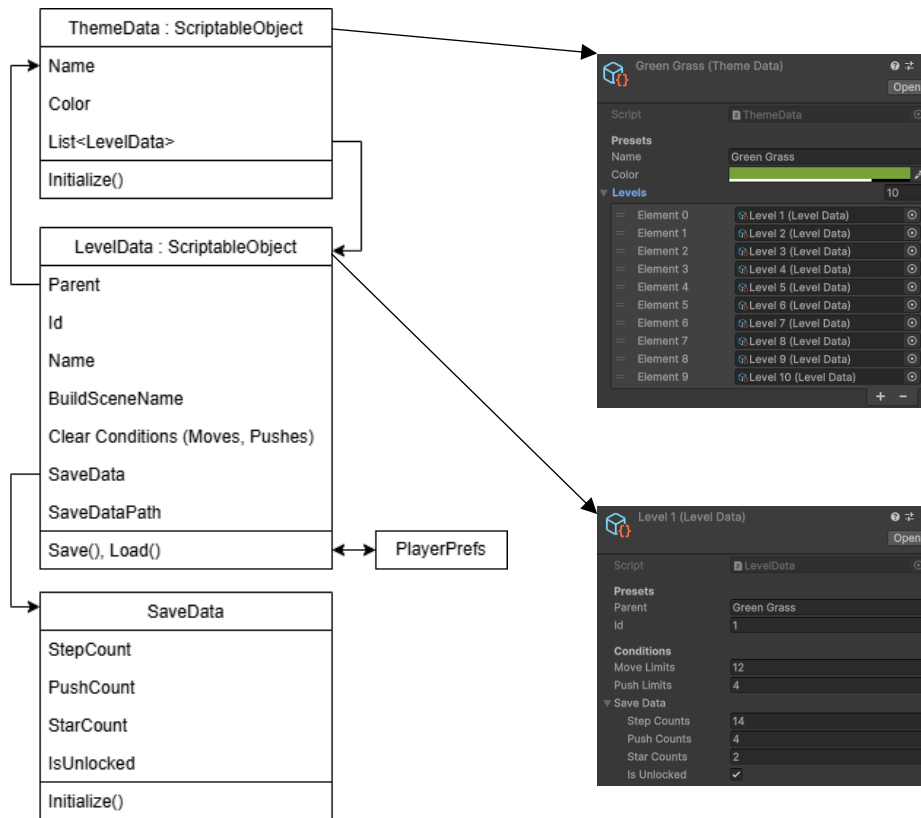 ThemeData : ScriptableObject
Name
Color
List<LevelData>
Initialize()
LevelData : ScriptableObject
Parent
Id
Name
BuildSceneName
Clear Conditions (Moves, Pushes)
SaveData
SaveDataPath
Save(), Load()
PlayerPrefs
SaveData
StepCount
PushCount
StarCount
IsUnlocked
Initialize()
Green Grass (Theme Data)
Open
Script ThemeData
Presets
Name Green Grass
Color
Levels 10
Element 0 Level 1 (Level Data)
Element 1 Level 2 (Level Data)
Element 2 Level 3 (Level Data)
Element 3 Level 4 (Level Data)
Element 4 Level 5 (Level Data)
Element 5 Level 6 (Level Data)
Element 6 Level 7 (Level Data)
Element 7 Level 8 (Level Data)
Element 8 Level 9 (Level Data)
Element 9 Level 10 (Level Data)
+ −
Level 1 (Level Data)
Open
Script LevelData
Presets
Parent Green Grass
Id 1
Conditions
Move Limits 12
Push Limits 4
Save Data
Step Counts 14
Push Counts 4
Star Counts 2
Is Unlocked